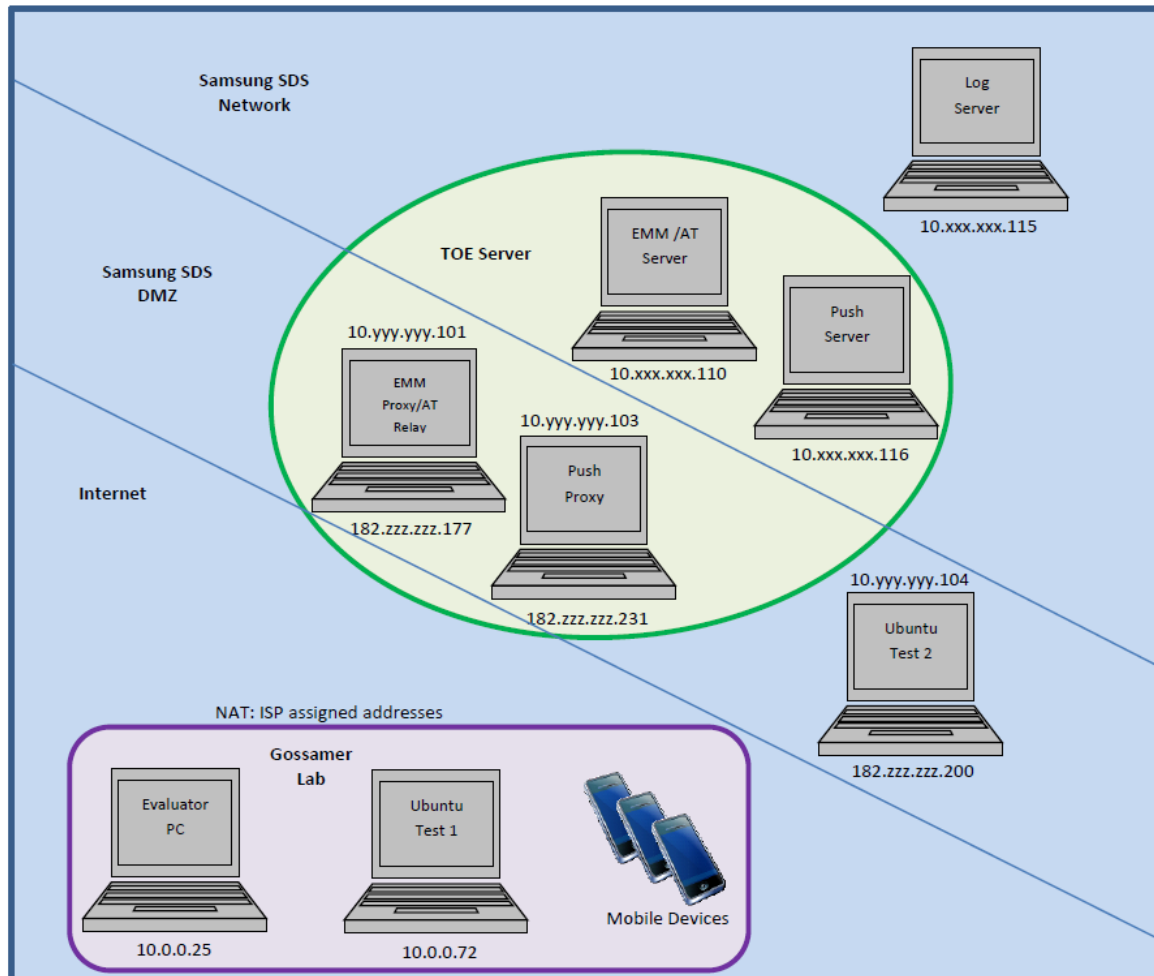 Samsung SDS
Network
Log
Server
10.xxx.xxx.115
TOE Server
EMM /AT
Server
10.xxx.xxx.110
Push
Server
10.xxx.xxx.116
Samsung SDS
DMZ
10.yyy.yyy.101
EMM
Proxy/AT
Relay
182.zzz.zzz.177
10.yyy.yyy.103
Push
Proxy
182.zzz.zzz.231
Internet
10.yyy.yyy.104
Ubuntu
Test 2
182.zzz.zzz.200
NAT: ISP assigned addresses
Gossamer
Lab
Evaluator
PC
10.0.0.25
Ubuntu
Test 1
10.0.0.72
Mobile Devices